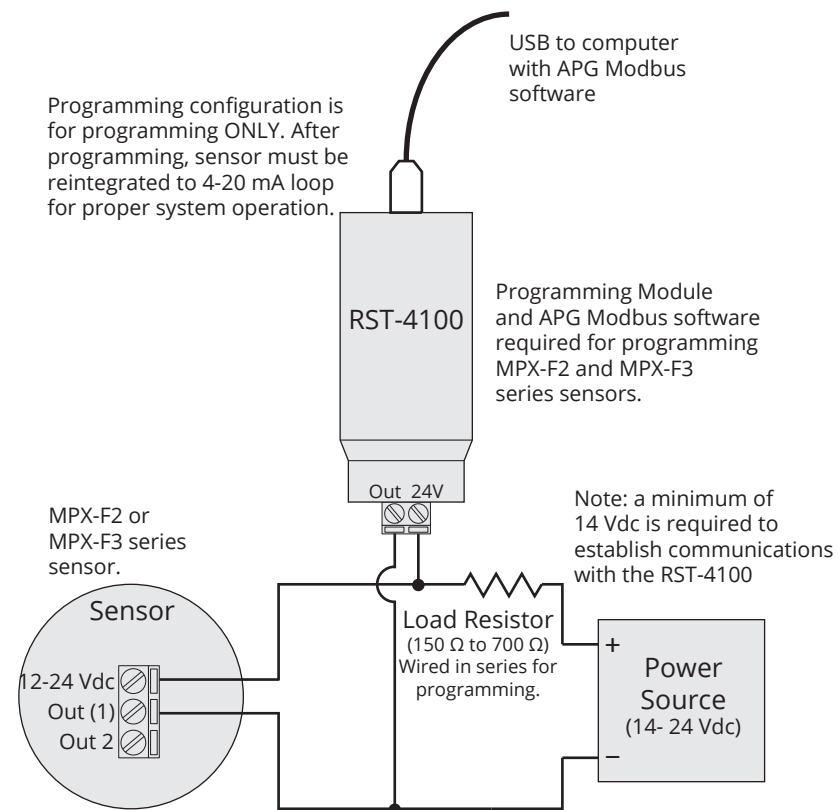 USB to computer
with APG Modbus
software
Programming configuration is
for programming ONLY. After
programming, sensor must be
reintegrated to 4-20 mA loop
for proper system operation.
RST-4100
Programming Module
and APG Modbus software
required for programming
MPX-F2 and MPX-F3
series sensors.
Out 24V
Note: a minimum of
14 Vdc is required to
establish communications
with the RST-4100
MPX-F2 or
MPX-F3 series
sensor.
Sensor
12-24 Vdc
Out (1)
Out 2
Load Resistor
(150 Ω to 700 Ω)
Wired in series for
programming.
+
Power
Source
(14- 24 Vdc)
−